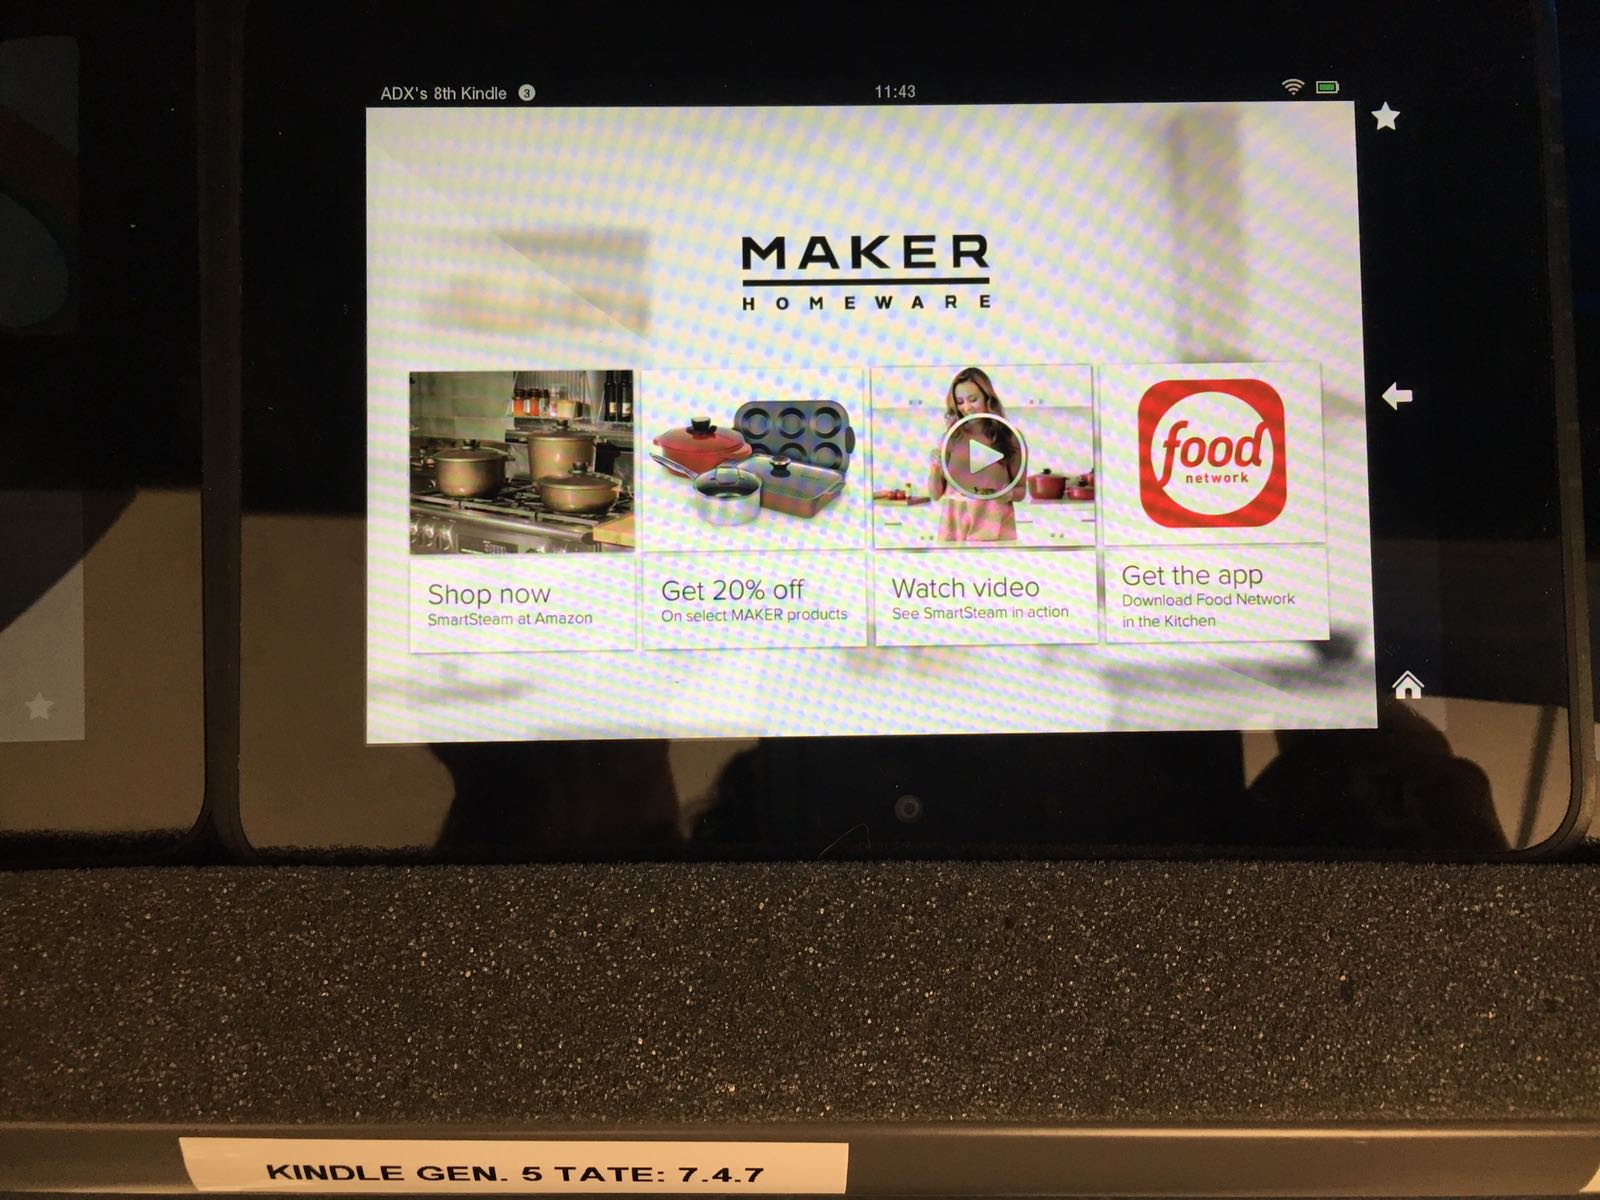 ADX's 8th Kindle 3
11:43
MAKER
HOMEWARE
food
network
Shop now
SmartSteam at Amazon
Get 20% off
On select MAKER products
Watch video
See SmartSteam in action
Get the app
Download Food Network
in the Kitchen
KINDLE GEN. 5 TATE: 7.4.7